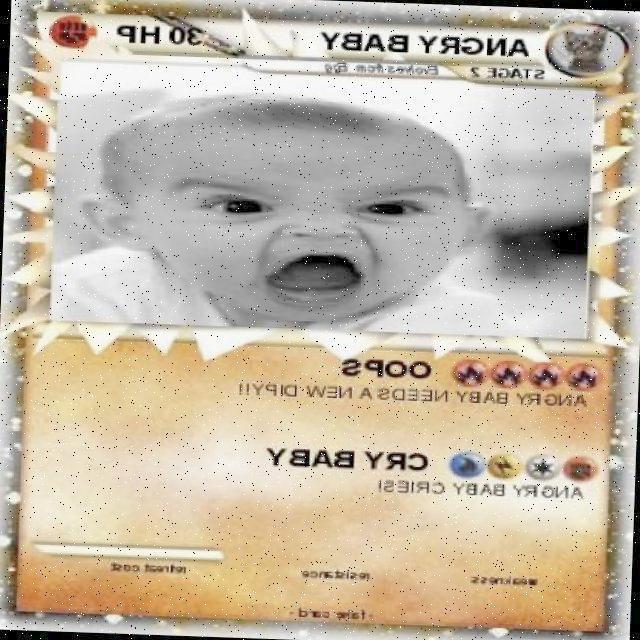 ANGRY BABY 30 HP
STAGE 2 Evolves from Egg
OOPS
ANGRY BABY NEEDS A NEW DIPY!!
CRY BABY
ANGRY BABY CRIES!
weakness resistance retreat cost
- fake card -